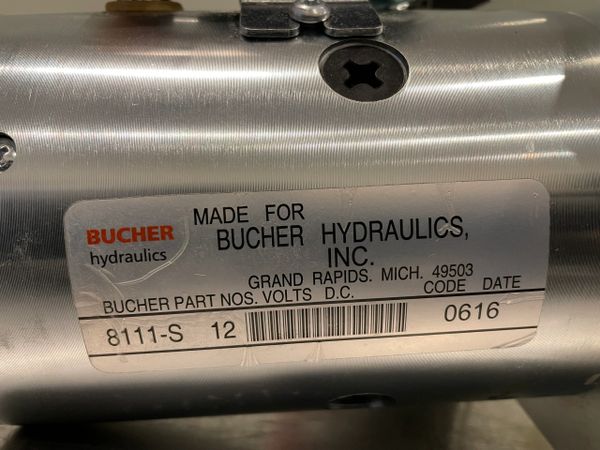 BUCHER
hydraulics
MADE FOR
BUCHER HYDRAULICS,
INC.
GRAND RAPIDS. MICH. 49503
BUCHER PART NOS. VOLTS D.C. CODE DATE
8111-S 12 0616